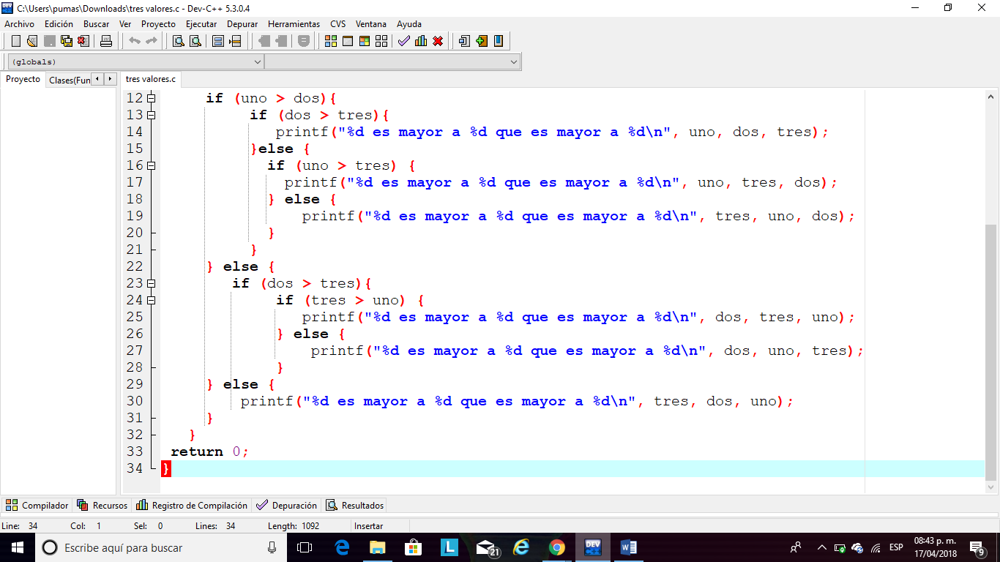 C:\Users\pumas\Downloads\tres valores.c - Dev-C++ 5.3.0.4
Archivo Edición Buscar Ver Proyecto Ejecutar Depurar Herramientas CVS Ventana Ayuda
(globals)
Proyecto Clases(Fun tres valores.c
12 if (uno > dos){
13 if (dos > tres){
14 printf("%d es mayor a %d que es mayor a %d\n", uno, dos, tres);
15 }else {
16 if (uno > tres) {
17 printf("%d es mayor a %d que es mayor a %d\n", uno, tres, dos);
18 } else {
19 printf("%d es mayor a %d que es mayor a %d\n", tres, uno, dos);
20 }
21 }
22 } else {
23 if (dos > tres){
24 if (tres > uno) {
25 printf("%d es mayor a %d que es mayor a %d\n", dos, tres, uno);
26 } else {
27 printf("%d es mayor a %d que es mayor a %d\n", dos, uno, tres);
28 }
29 } else {
30 printf("%d es mayor a %d que es mayor a %d\n", tres, dos, uno);
31 }
32 }
33 return 0;
34 }
Compilador Recursos Registro de Compilación Depuración Resultados
Line: 34 Col: 1 Sel: 0 Lines: 34 Length: 1092 Insertar
Escribe aquí para buscar L 21 DEV ESP 08:43 p. m.
17/04/2018 9